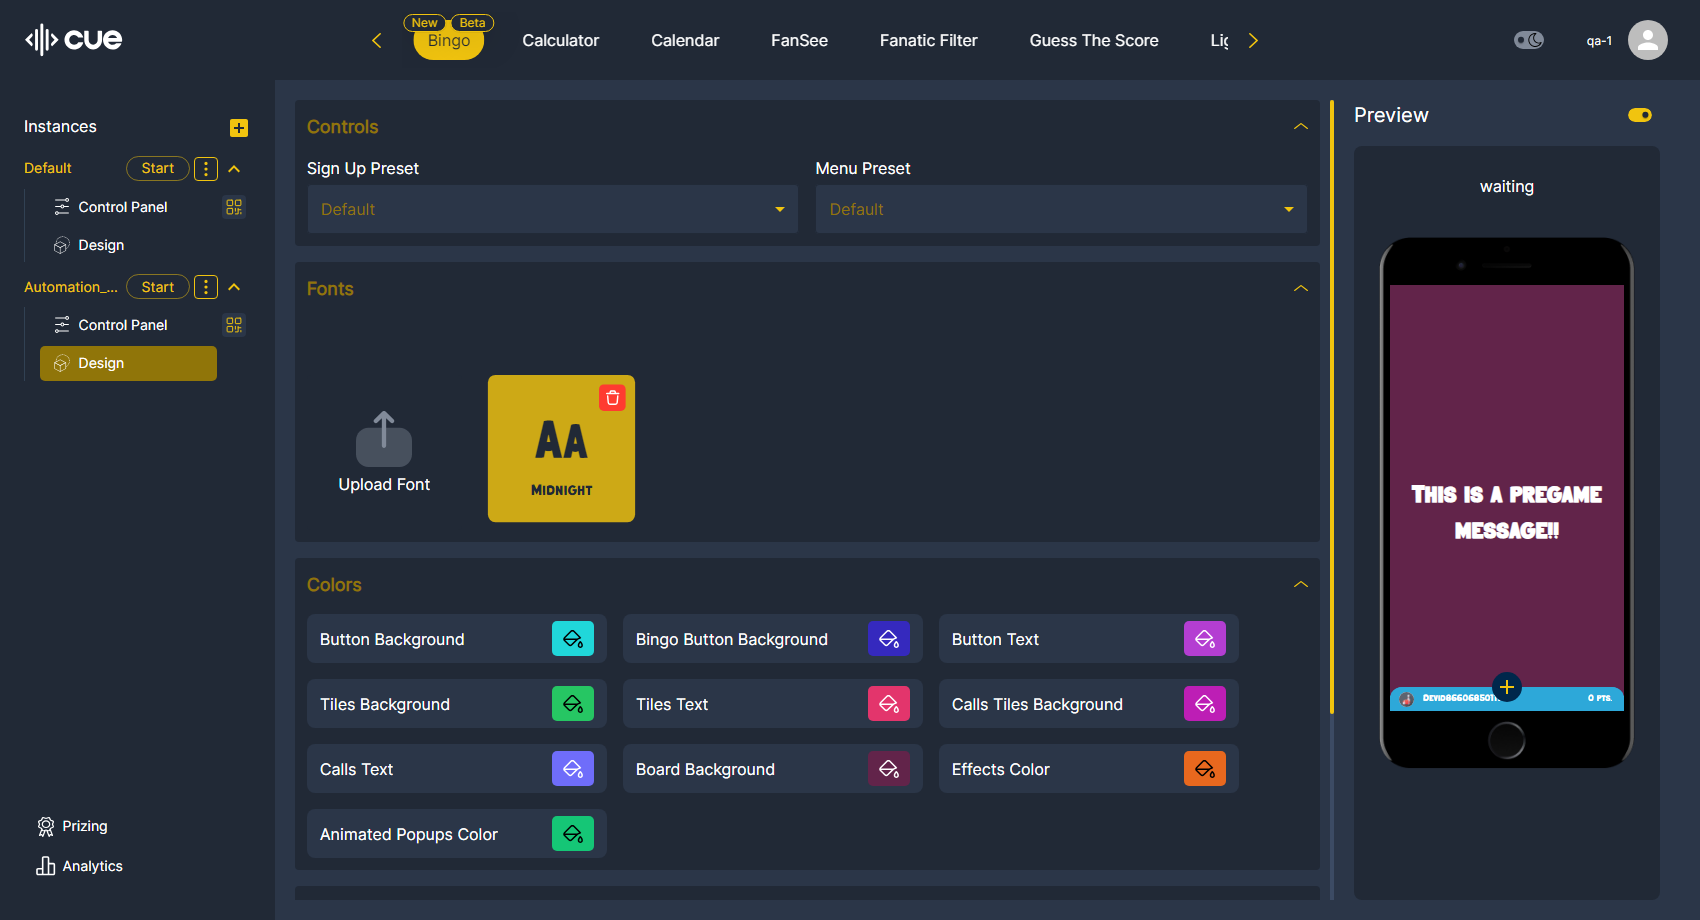 cue
New
Beta
Bingo
Calculator
Calendar
FanSee
Fanatic Filter
Guess The Score
qa-1
Instances
Default
Start
Control Panel
Design
Automation_...
Start
Control Panel
Design
Prizing
Analytics
Controls
Sign Up Preset
Menu Preset
Default
Default
Fonts
Upload Font
Aa
Midnight
Colors
Button Background
Bingo Button Background
Button Text
Tiles Background
Tiles Text
Calls Tiles Background
Calls Text
Board Background
Effects Color
Animated Popups Color
Preview
waiting
This is a pregame
message!!
0 pts.